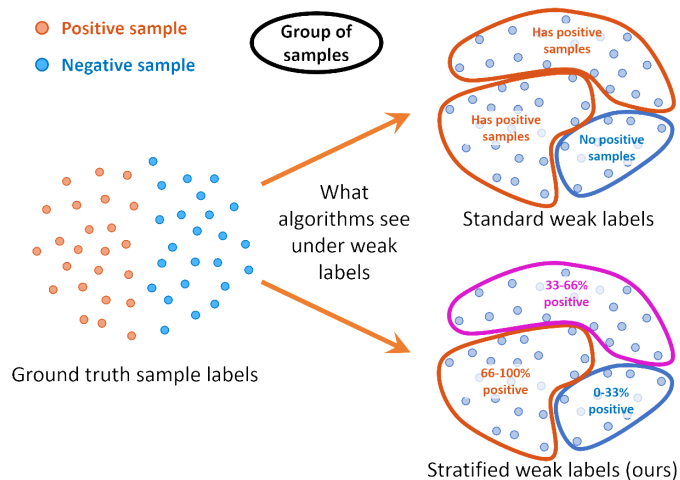 Positive sample
Negative sample
Group of
samples
Has positive
samples
Has positive
samples
No positive
samples
Standard weak labels
What
algorithms see
under weak
labels
Ground truth sample labels
33-66%
positive
66-100%
positive
0-33%
positive
Stratified weak labels (ours)